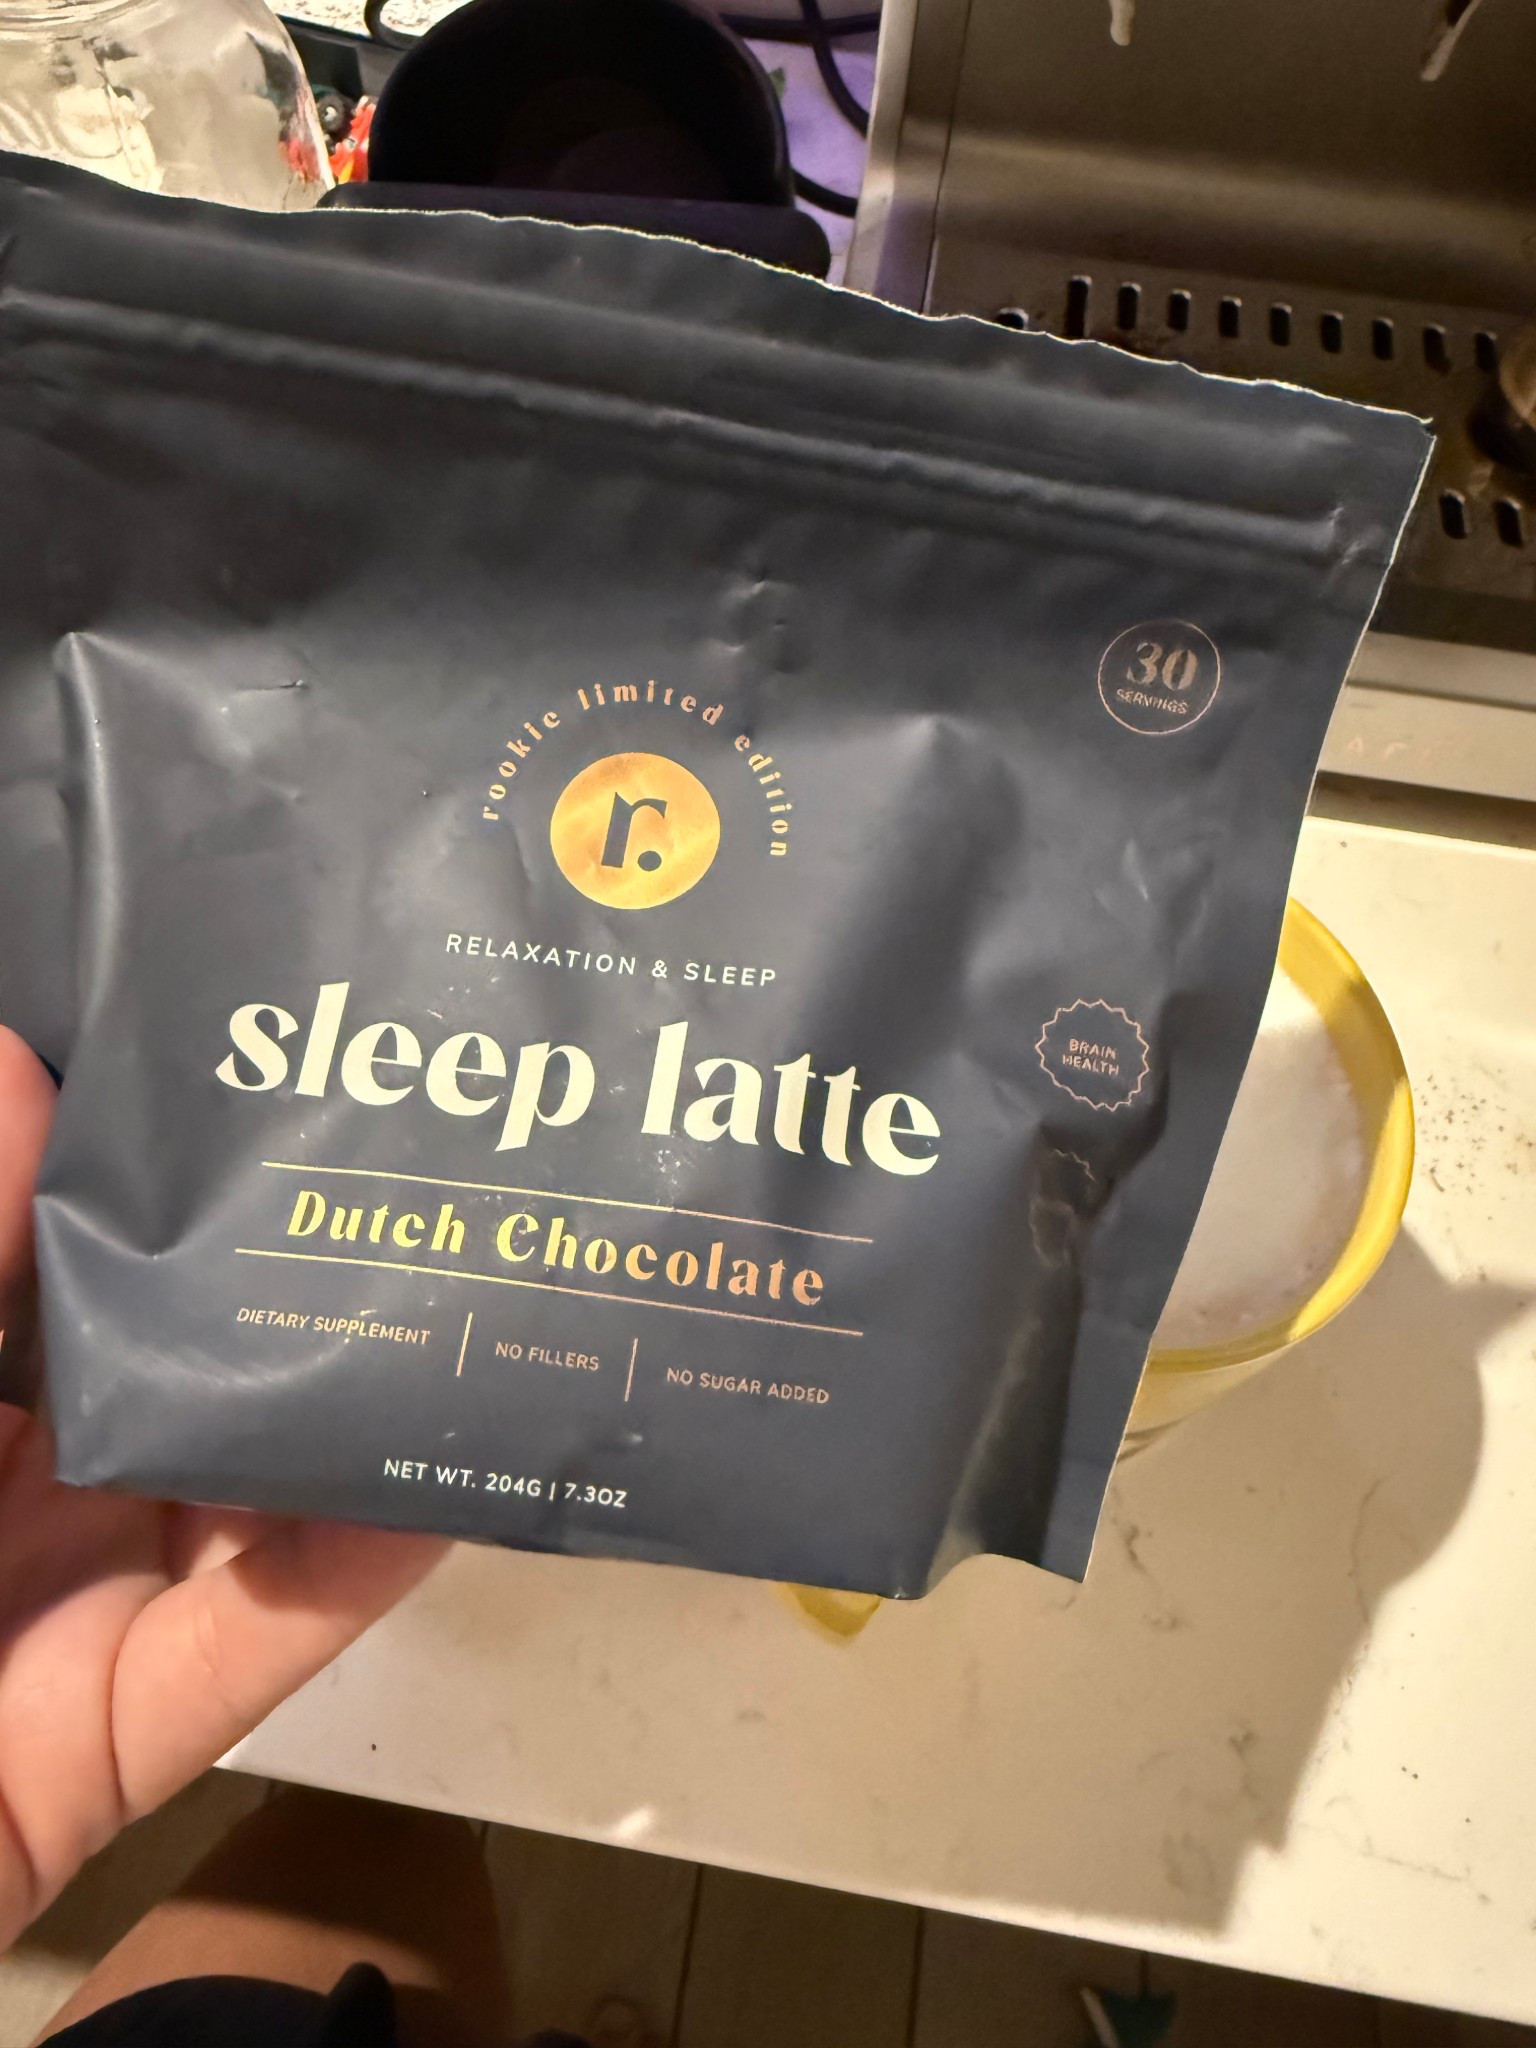 30
SERVINGS
rookie limited edition
r.
RELAXATION & SLEEP
sleep latte
BRAIN
HEALTH
Dutch Chocolate
DIETARY SUPPLEMENT
NO FILLERS
NO SUGAR ADDED
NET WT. 204G | 7.3OZ